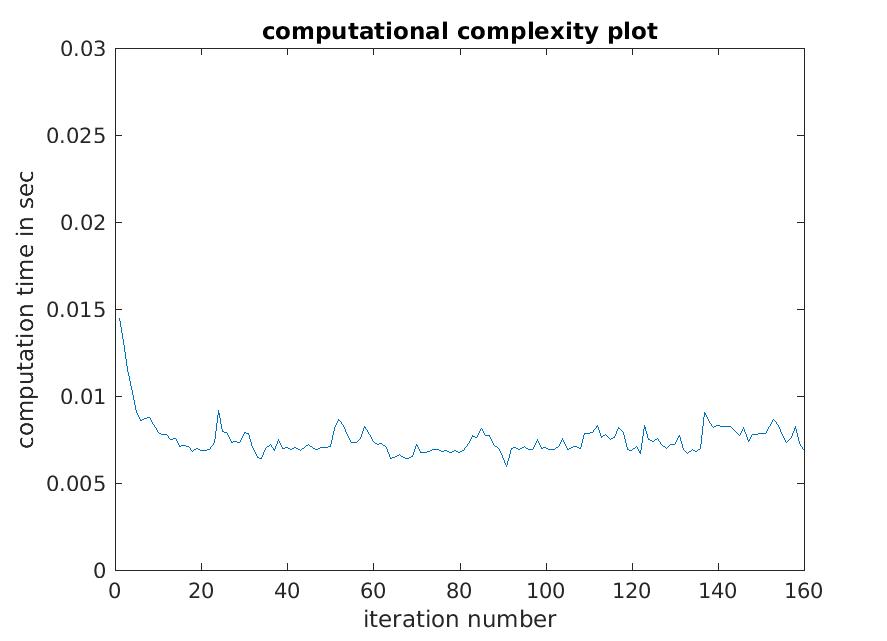 computational complexity plot
0.03
0.025
0.02
0.015
0.01
0.005
0
computation time in sec
0 20 40 60 80 100 120 140 160
iteration number